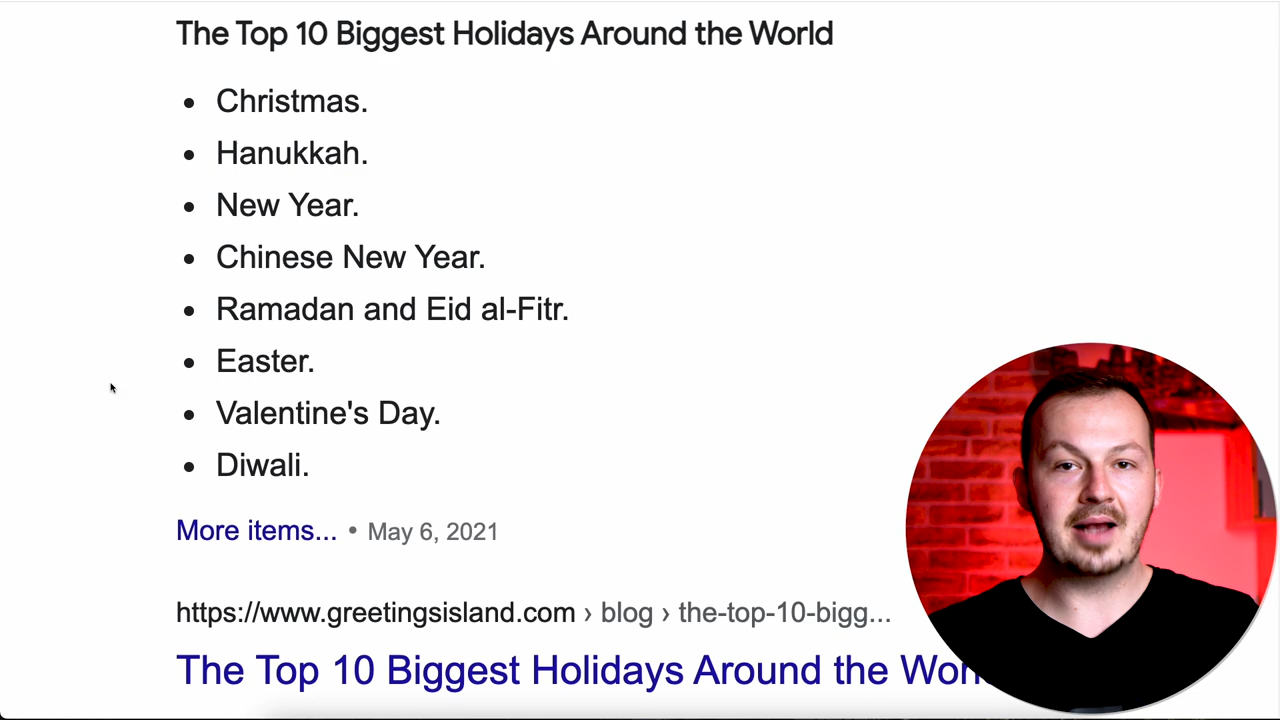 The Top 10 Biggest Holidays Around the World
• Christmas.
• Hanukkah.
• New Year.
• Chinese New Year.
• Ramadan and Eid al-Fitr.
• Easter.
• Valentine's Day.
• Diwali.
More items... • May 6, 2021
https://www.greetingsisland.com › blog › the-top-10-bigg...
The Top 10 Biggest Holidays Around the